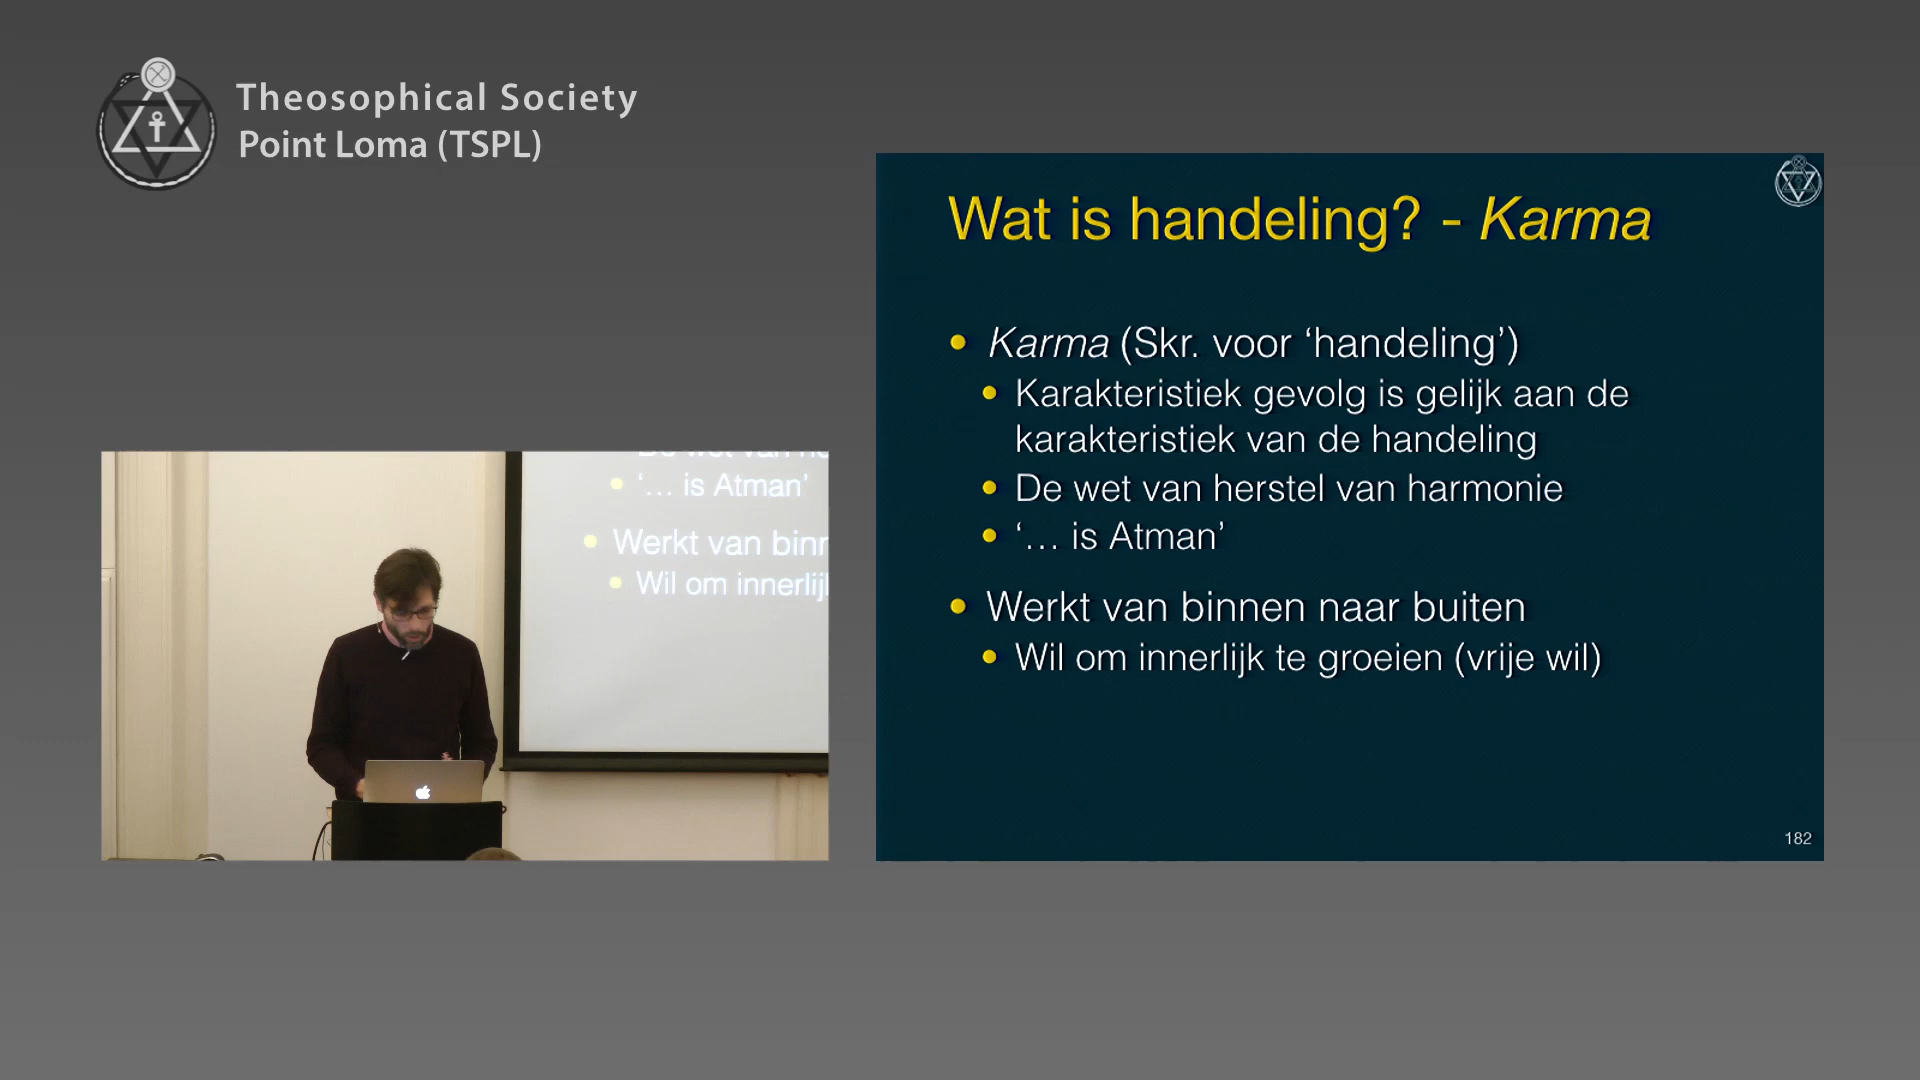 Theosophical Society
Point Loma (TSPL)
Wat is handeling? - Karma
• Karma (Skr. voor ‘handeling’)
• Karakteristiek gevolg is gelijk aan de
karakteristiek van de handeling
• De wet van herstel van harmonie
• ‘… is Atman’
• Werkt van binnen naar buiten
• Wil om innerlijk te groeien (vrije wil)
182
• ‘… is Atman’
• Werkt van binn
• Wil om innerlij